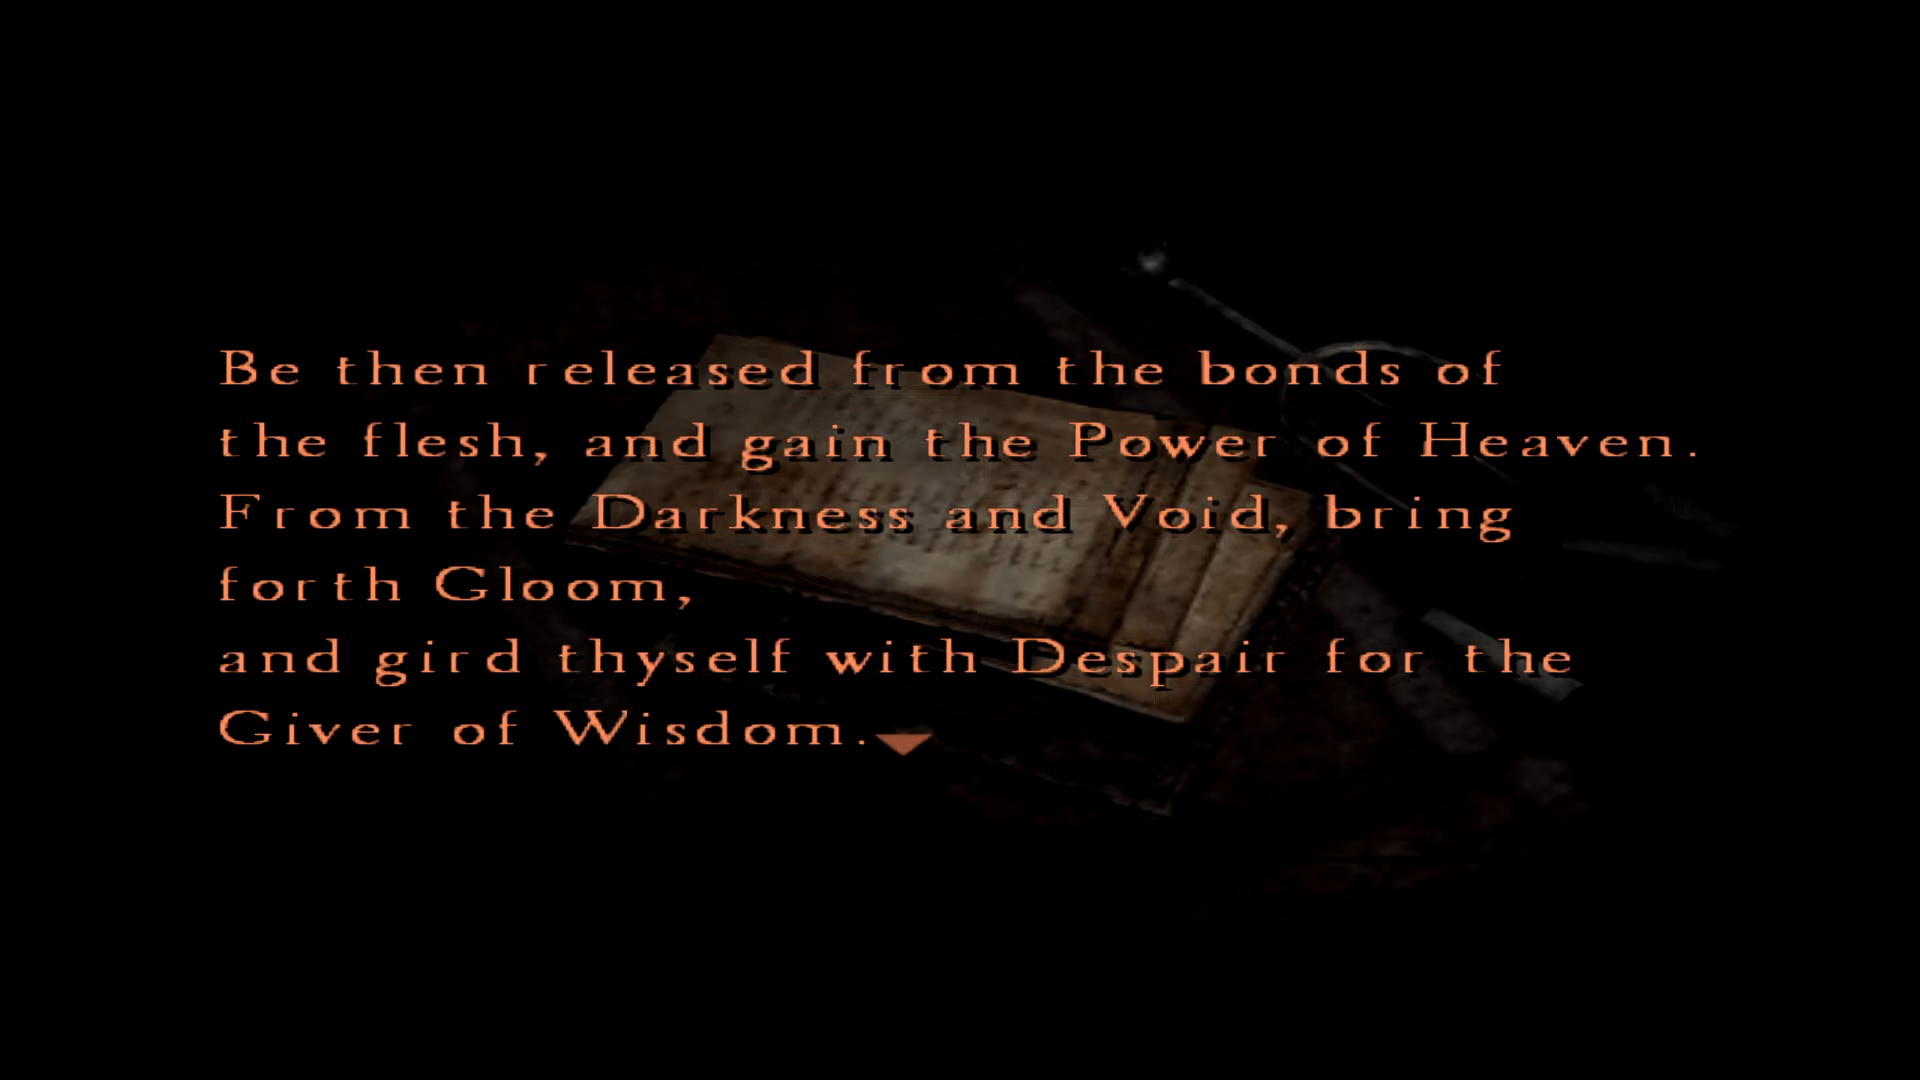 Be then released from the bonds of
the flesh, and gain the Power of Heaven.
From the Darkness and Void, bring
forth Gloom,
and gird thyself with Despair for the
Giver of Wisdom.